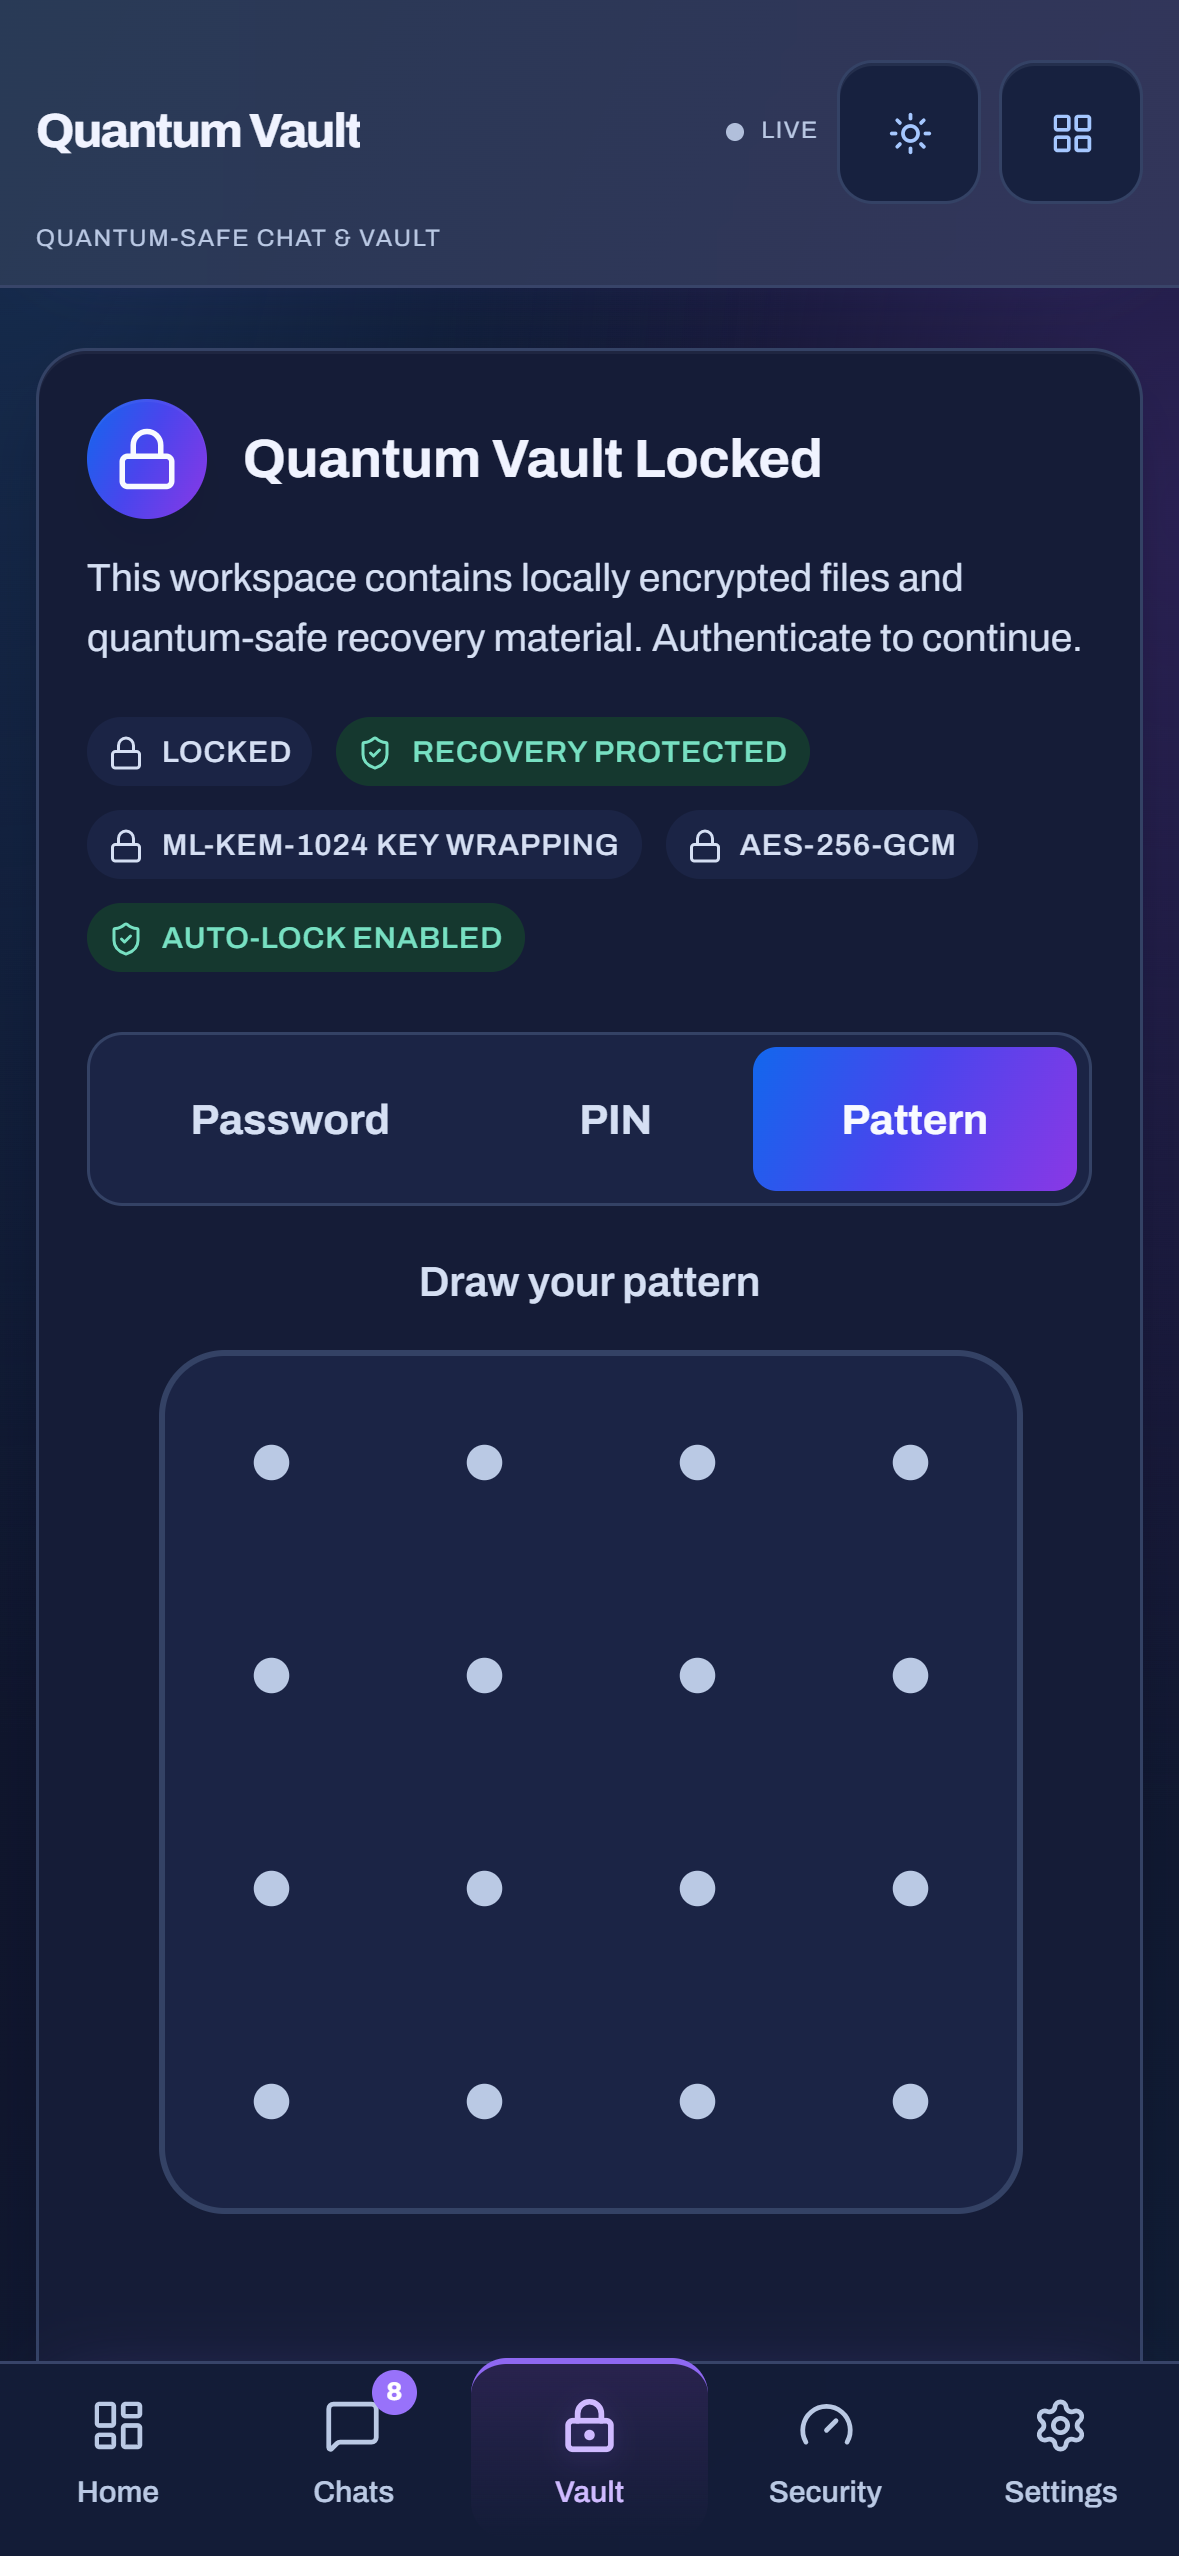 Quantum Vault
LIVE
QUANTUM-SAFE CHAT & VAULT
Quantum Vault Locked
This workspace contains locally encrypted files and
quantum-safe recovery material. Authenticate to continue.
LOCKED
RECOVERY PROTECTED
ML-KEM-1024 KEY WRAPPING
AES-256-GCM
AUTO-LOCK ENABLED
Password
PIN
Pattern
Draw your pattern
8
Home
Chats
Vault
Security
Settings